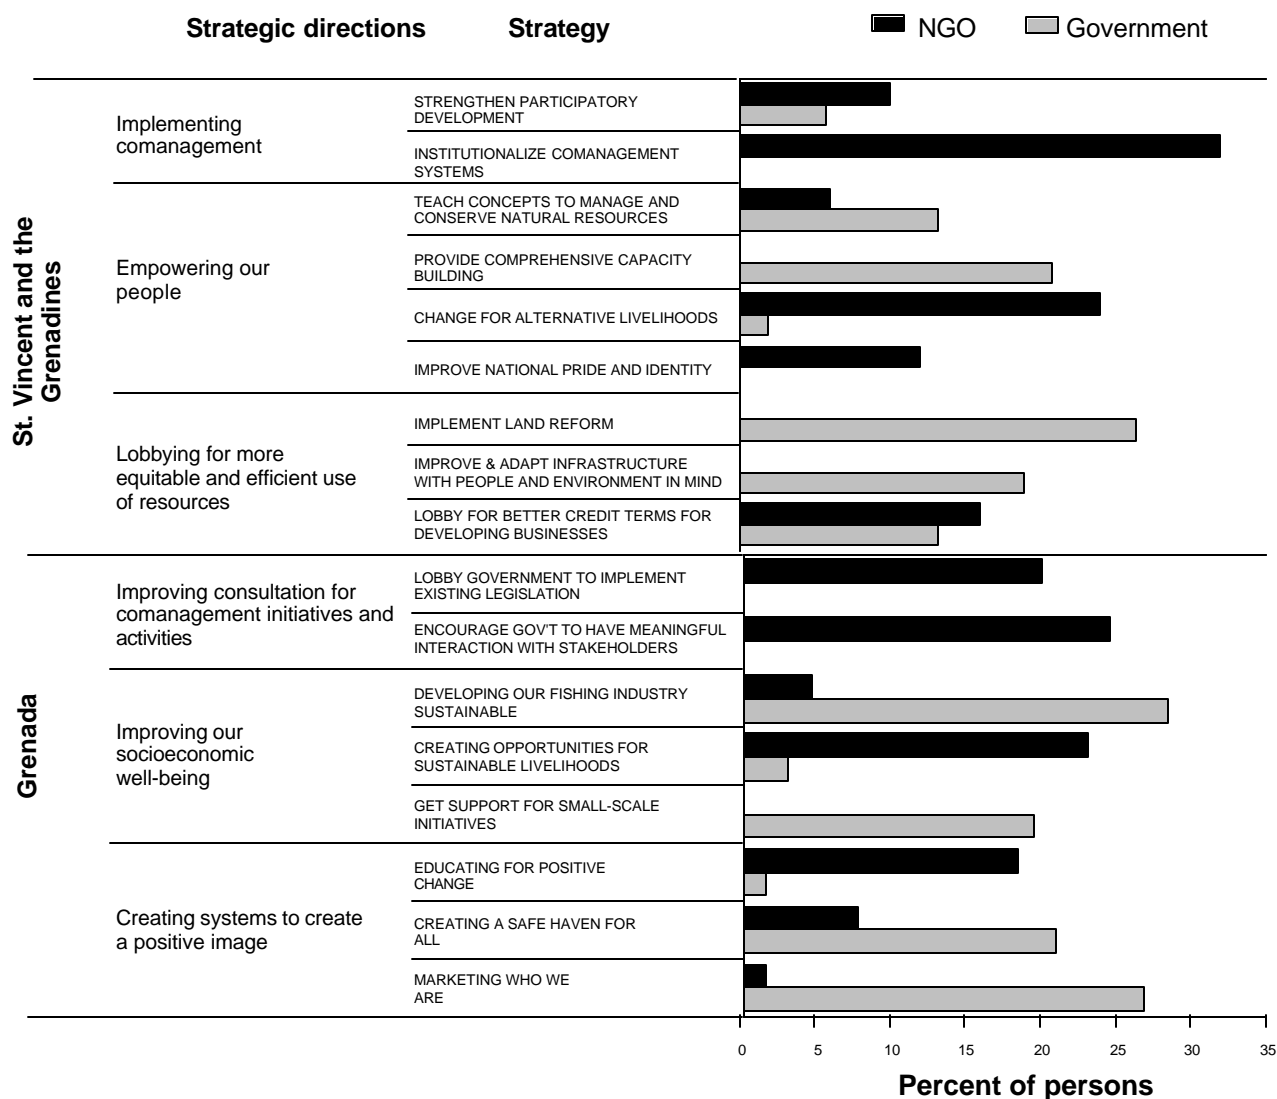 Strategic directions Strategy NGO Government
St. Vincent and the
Grenadines
Implementing
comanagement
STRENGTHEN PARTICIPATORY
DEVELOPMENT
INSTITUTIONALIZE COMANAGEMENT
SYSTEMS
Empowering our
people
TEACH CONCEPTS TO MANAGE AND
CONSERVE NATURAL RESOURCES
PROVIDE COMPREHENSIVE CAPACITY
BUILDING
CHANGE FOR ALTERNATIVE LIVELIHOODS
IMPROVE NATIONAL PRIDE AND IDENTITY
Lobbying for more
equitable and efficient use
of resources
IMPLEMENT LAND REFORM
IMPROVE & ADAPT INFRASTRUCTURE
WITH PEOPLE AND ENVIRONMENT IN MIND
LOBBY FOR BETTER CREDIT TERMS FOR
DEVELOPING BUSINESSES
Grenada
Improving consultation for
comanagement initiatives and
activities
LOBBY GOVERNMENT TO IMPLEMENT
EXISTING LEGISLATION
ENCOURAGE GOV'T TO HAVE MEANINGFUL
INTERACTION WITH STAKEHOLDERS
Improving our
socioeconomic
well-being
DEVELOPING OUR FISHING INDUSTRY
SUSTAINABLE
CREATING OPPORTUNITIES FOR
SUSTAINABLE LIVELIHOODS
GET SUPPORT FOR SMALL-SCALE
INITIATIVES
Creating systems to create
a positive image
EDUCATING FOR POSITIVE
CHANGE
CREATING A SAFE HAVEN FOR
ALL
MARKETING WHO WE
ARE
0 5 10 15 20 25 30 35
Percent of persons